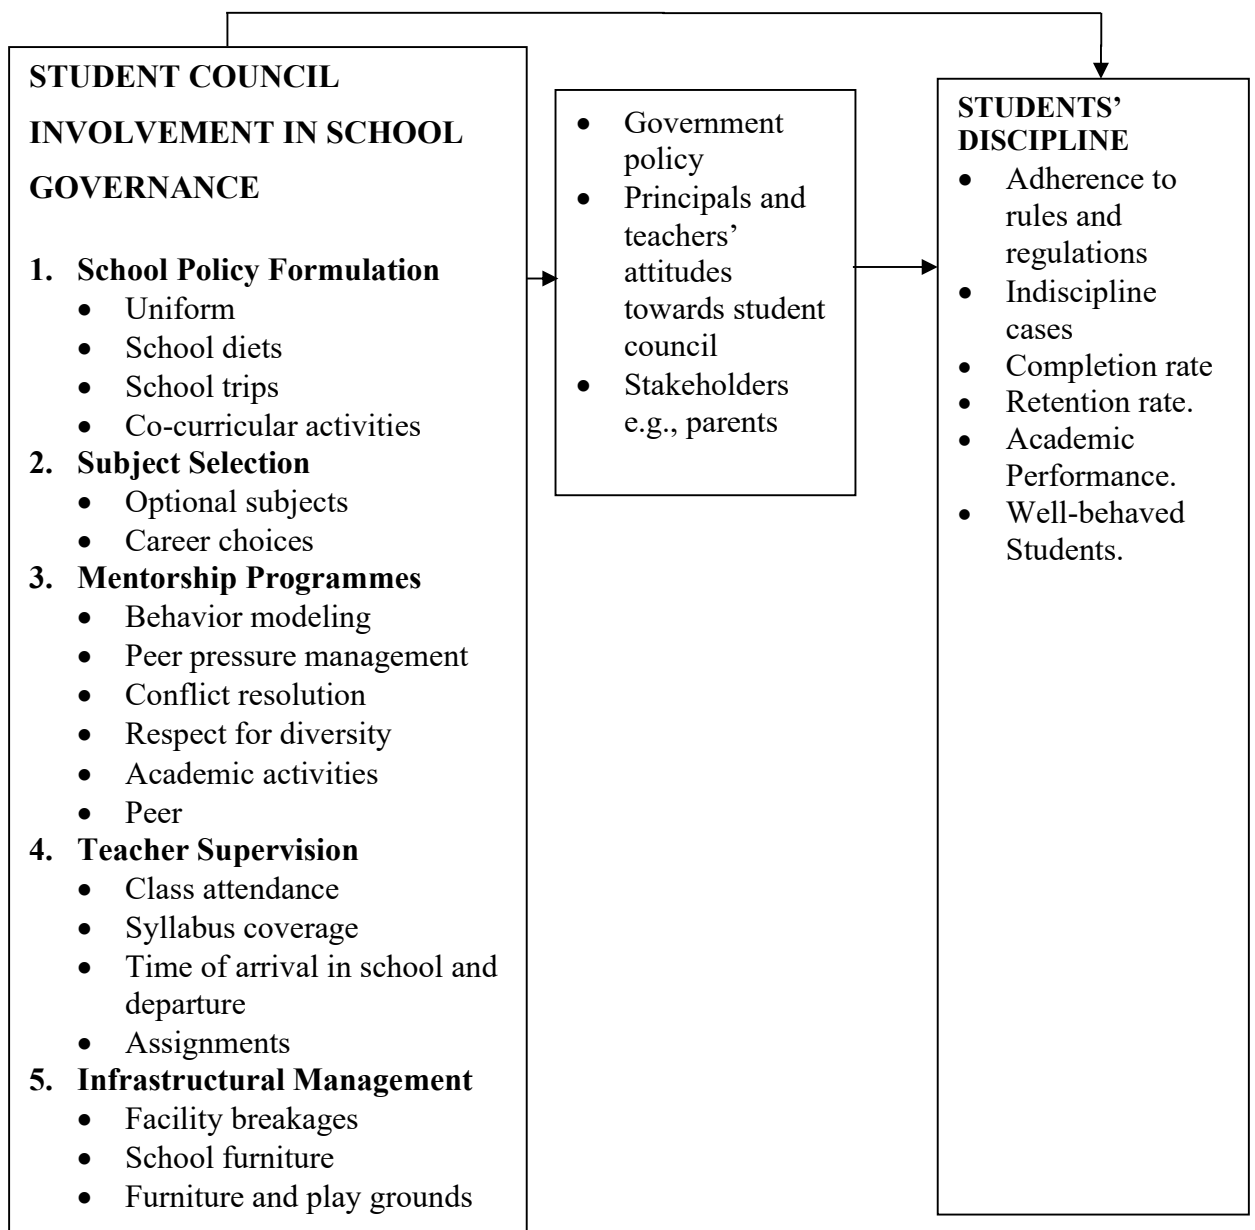 STUDENT COUNCIL
INVOLVEMENT IN SCHOOL
GOVERNANCE
1. School Policy Formulation
• Uniform
• School diets
• School trips
• Co-curricular activities
2. Subject Selection
• Optional subjects
• Career choices
3. Mentorship Programmes
• Behavior modeling
• Peer pressure management
• Conflict resolution
• Respect for diversity
• Academic activities
• Peer
4. Teacher Supervision
• Class attendance
• Syllabus coverage
• Time of arrival in school and
departure
• Assignments
5. Infrastructural Management
• Facility breakages
• School furniture
• Furniture and play grounds
• Government
policy
• Principals and
teachers’
attitudes
towards student
council
• Stakeholders
e.g., parents
STUDENTS’
DISCIPLINE
• Adherence to
rules and
regulations
• Indiscipline
cases
• Completion rate
• Retention rate.
• Academic
Performance.
• Well-behaved
Students.